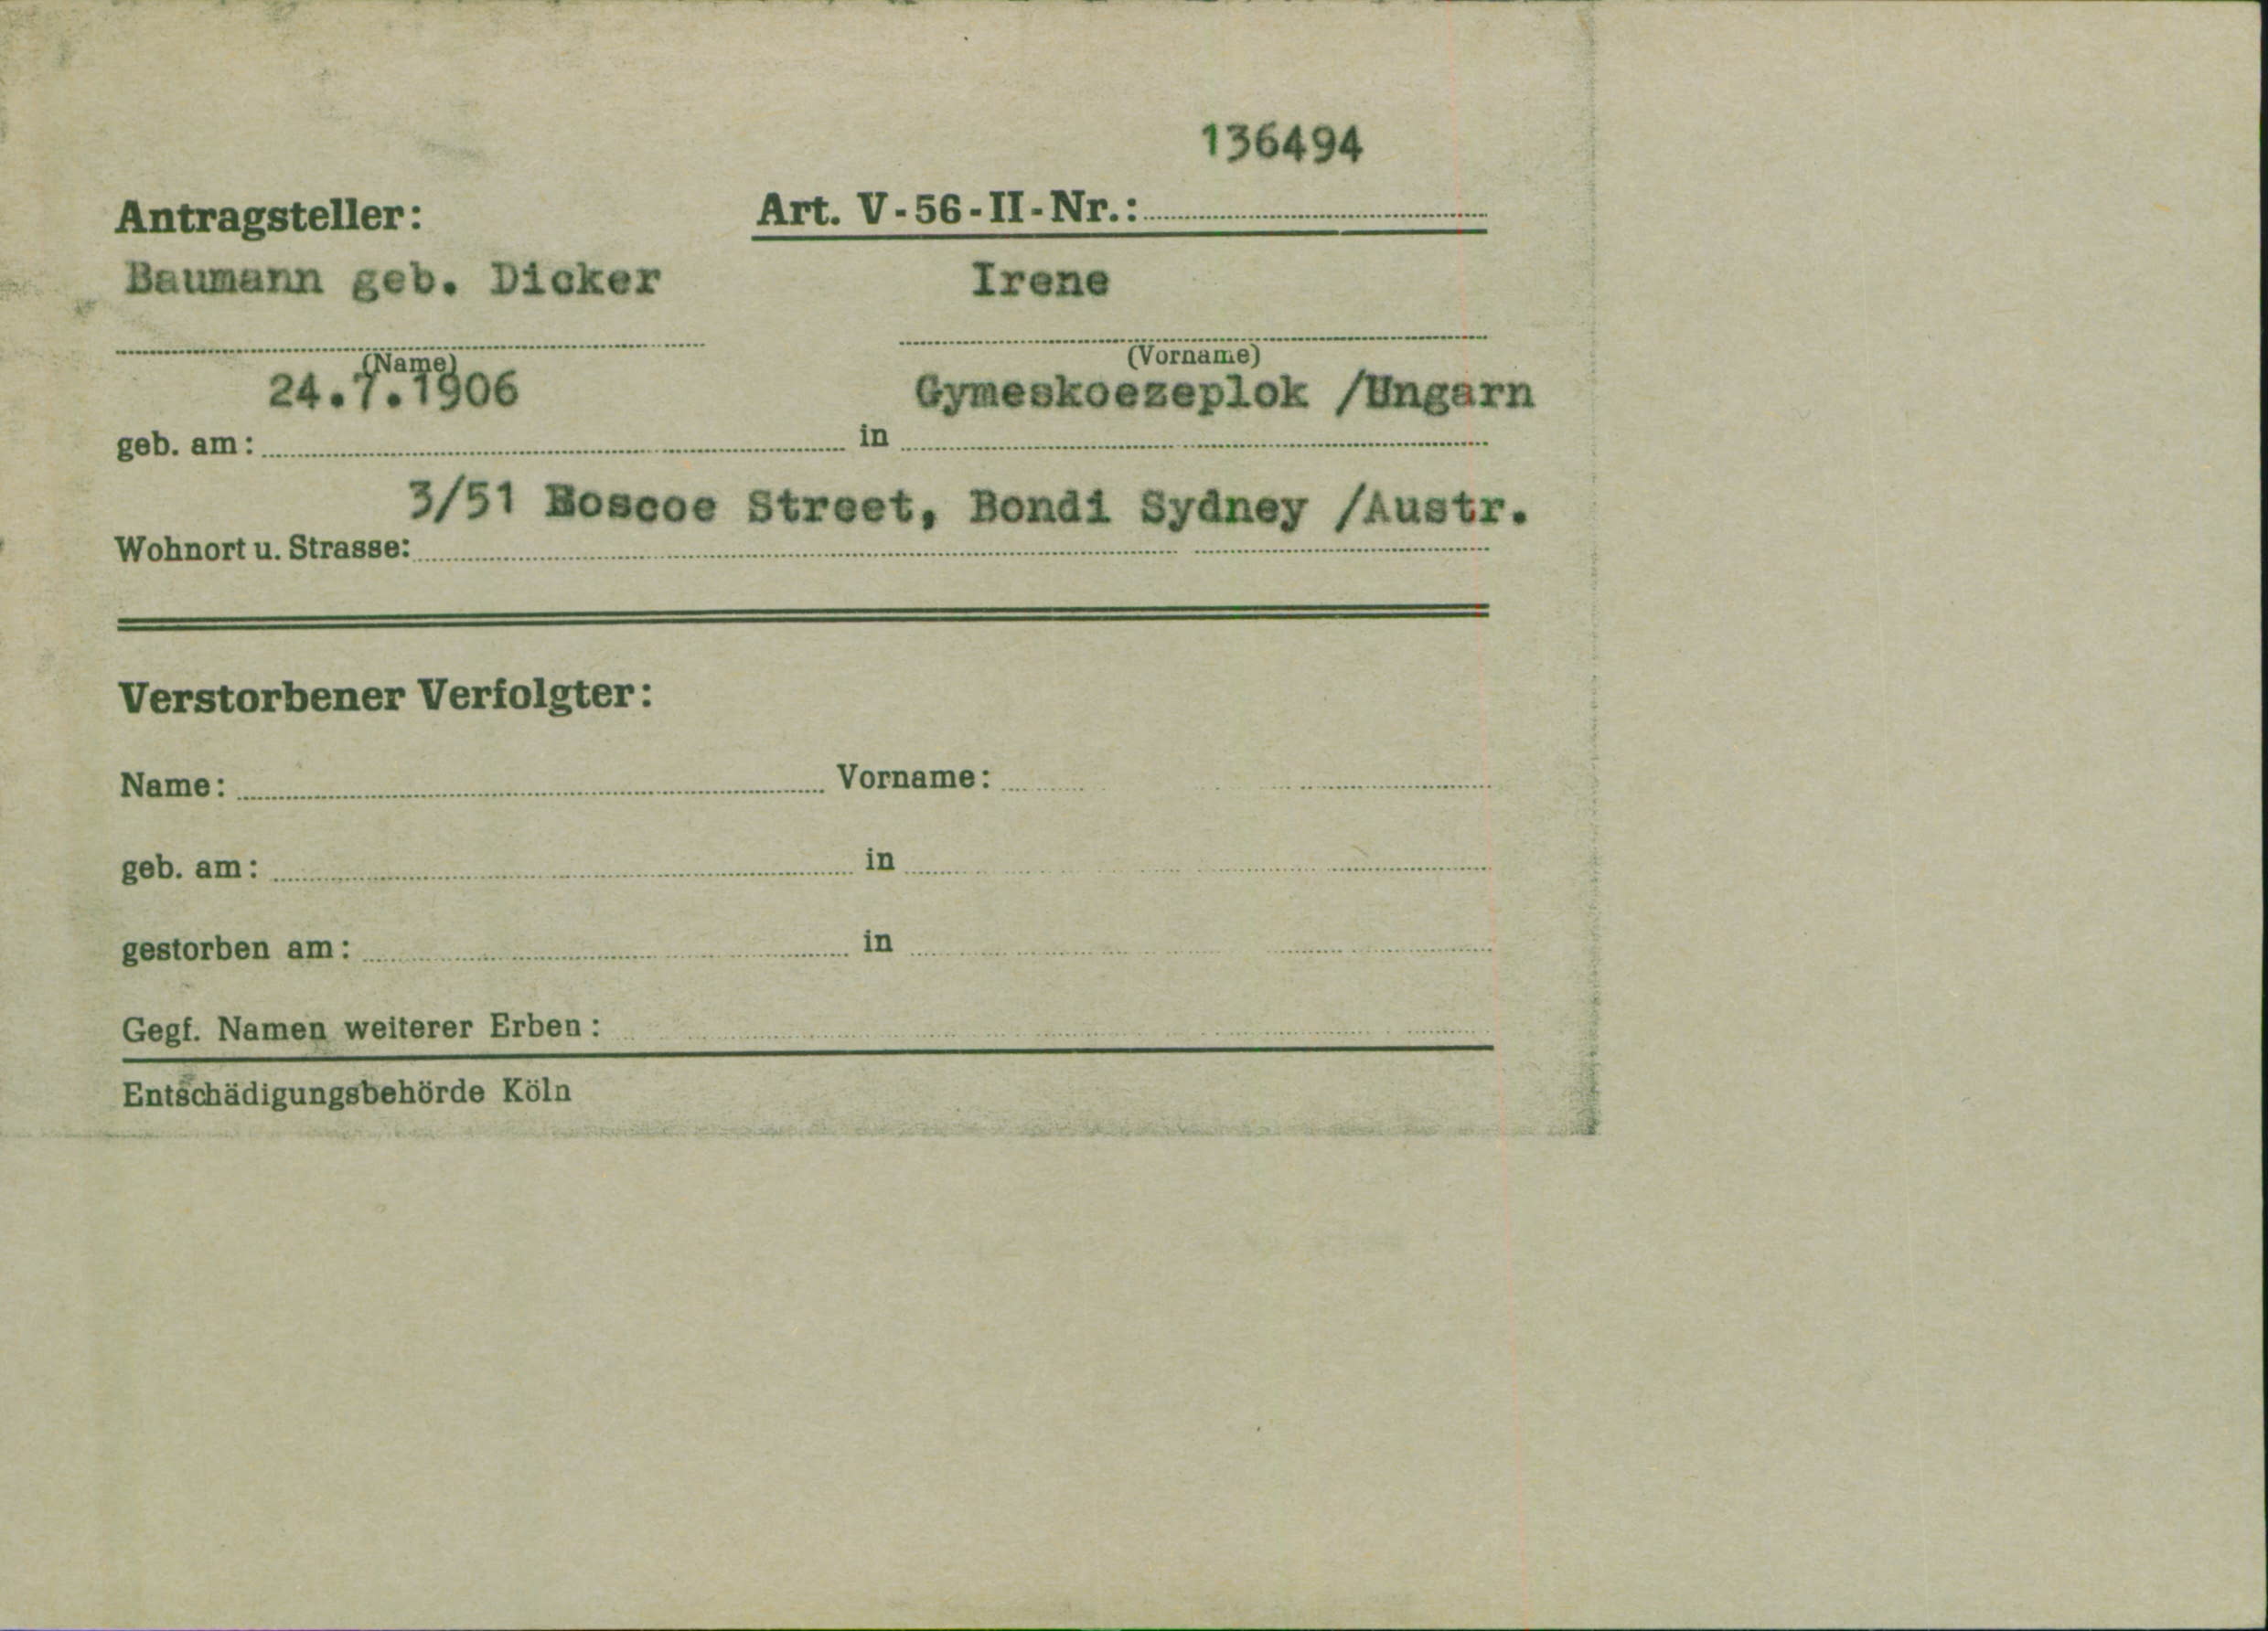 136494
Antragsteller: Art. V-56-II-Nr.:
Baumann geb. Dicker Irene
(Name) (Vorname)
24.7.1906 Gymeskoezeplok /Ungarn
geb. am: in
3/51 Roscoe Street, Bondi Sydney /Austr.
Wohnort u. Strasse:
Verstorbener Verfolgter:
Name: Vorname:
geb. am: in
gestorben am: in
Gegf. Namen weiterer Erben:
Entschädigungsbehörde Köln